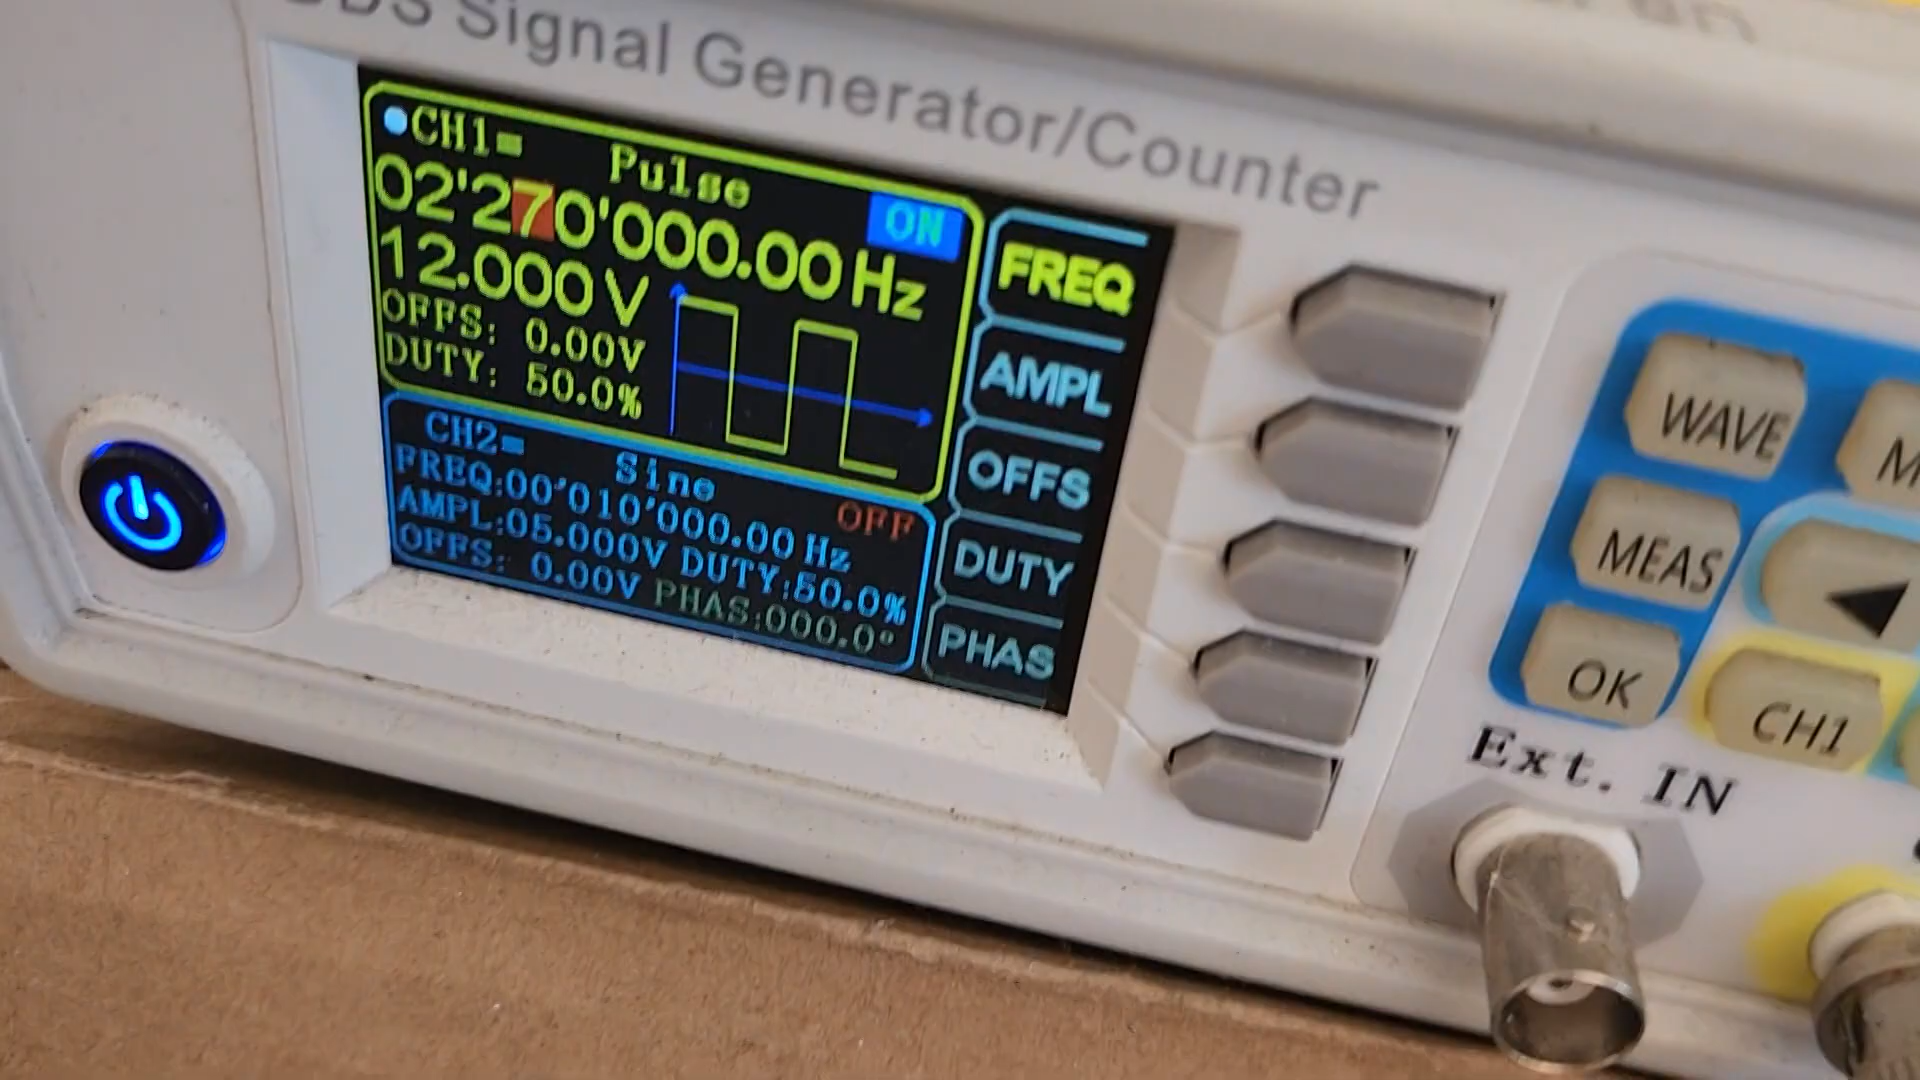 DDS Signal Generator/Counter
CH1=
Pulse
ON
02'270'000.00 Hz
12.000 V
OFFS: 0.00V
DUTY: 50.0%
CH2=
Sine
OFF
FREQ:00'010'000.00 Hz
AMPL:05.000V DUTY:50.0%
OFFS: 0.00V PHAS:000.0°
FREQ
AMPL
OFFS
DUTY
PHAS
WAVE
MEAS
OK
CH1
Ext. IN